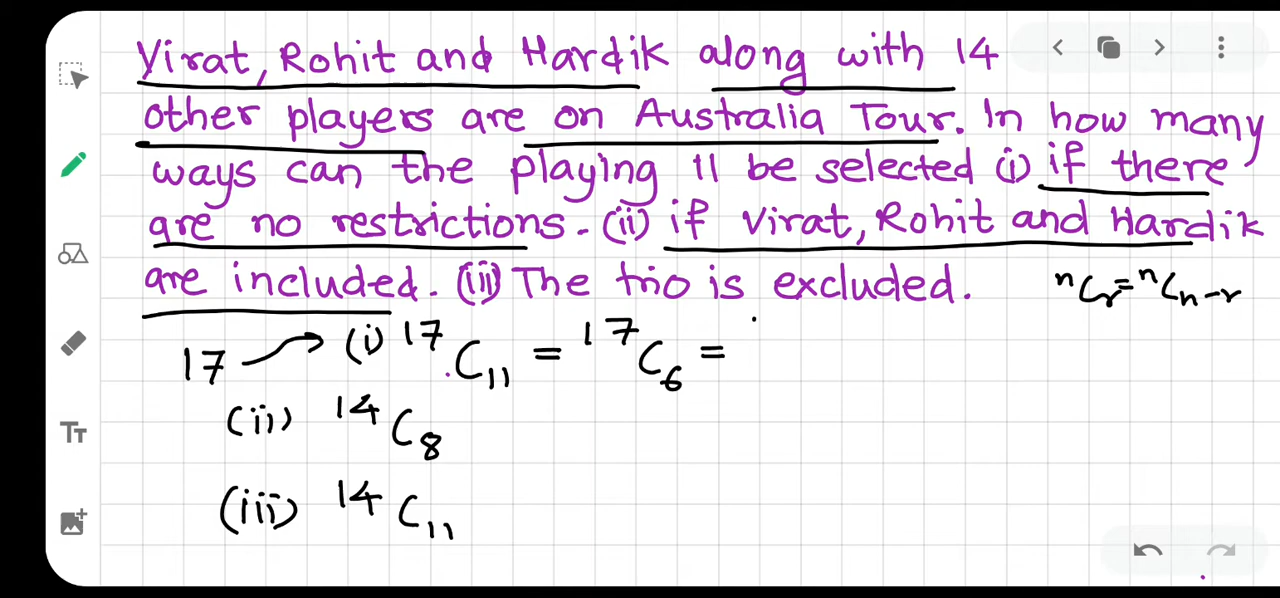 Virat, Rohit and Hardik along with 14
other players are on Australia Tour. In how many
ways can the playing 11 be selected (i) if there
are no restrictions. (ii) if Virat, Rohit and Hardik
are included. (iii) The trio is excluded. ⁿCᵣ = ⁿCₙ₋ᵣ
17 → (i) ¹⁷C₁₁ = ¹⁷C₆ =
(ii) ¹⁴C₈
(iii) ¹⁴C₁₁
Tт